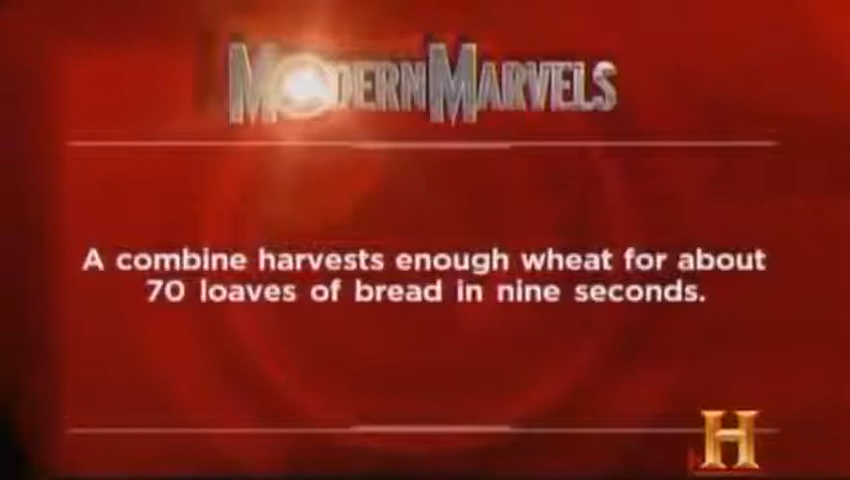 MODERN MARVELS
A combine harvests enough wheat for about
70 loaves of bread in nine seconds.
H